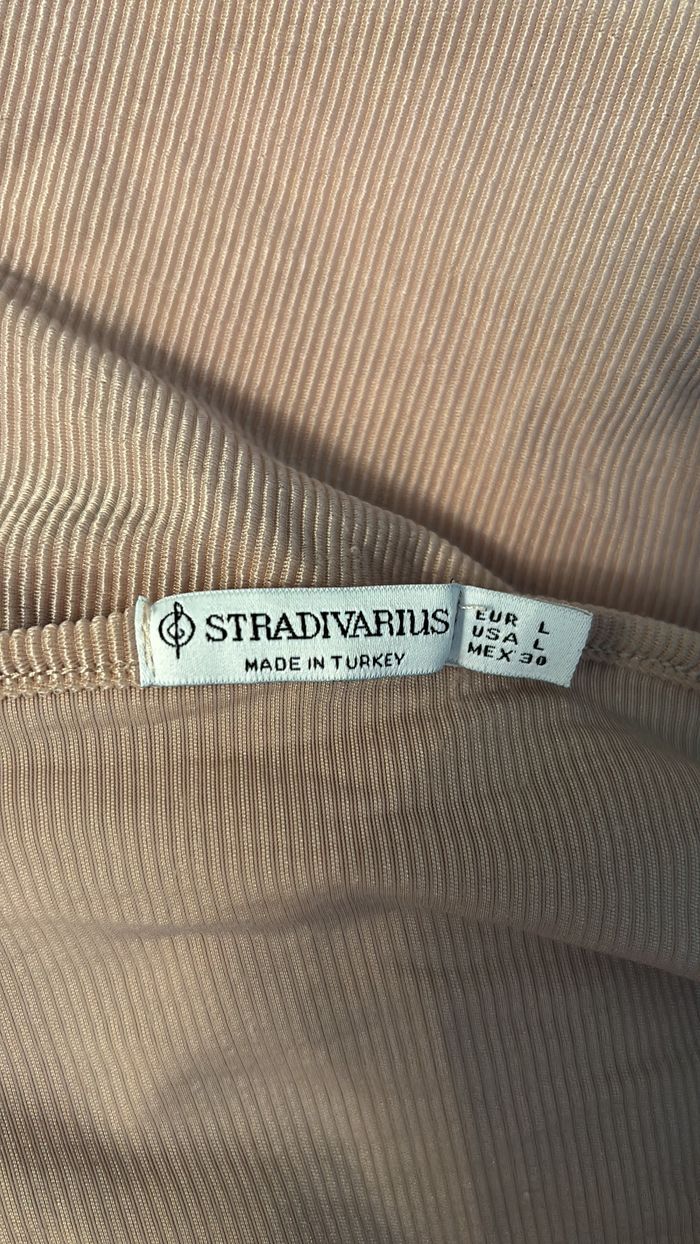 STRADIVARIUS
MADE IN TURKEY
EUR L
USA L
MEX 30